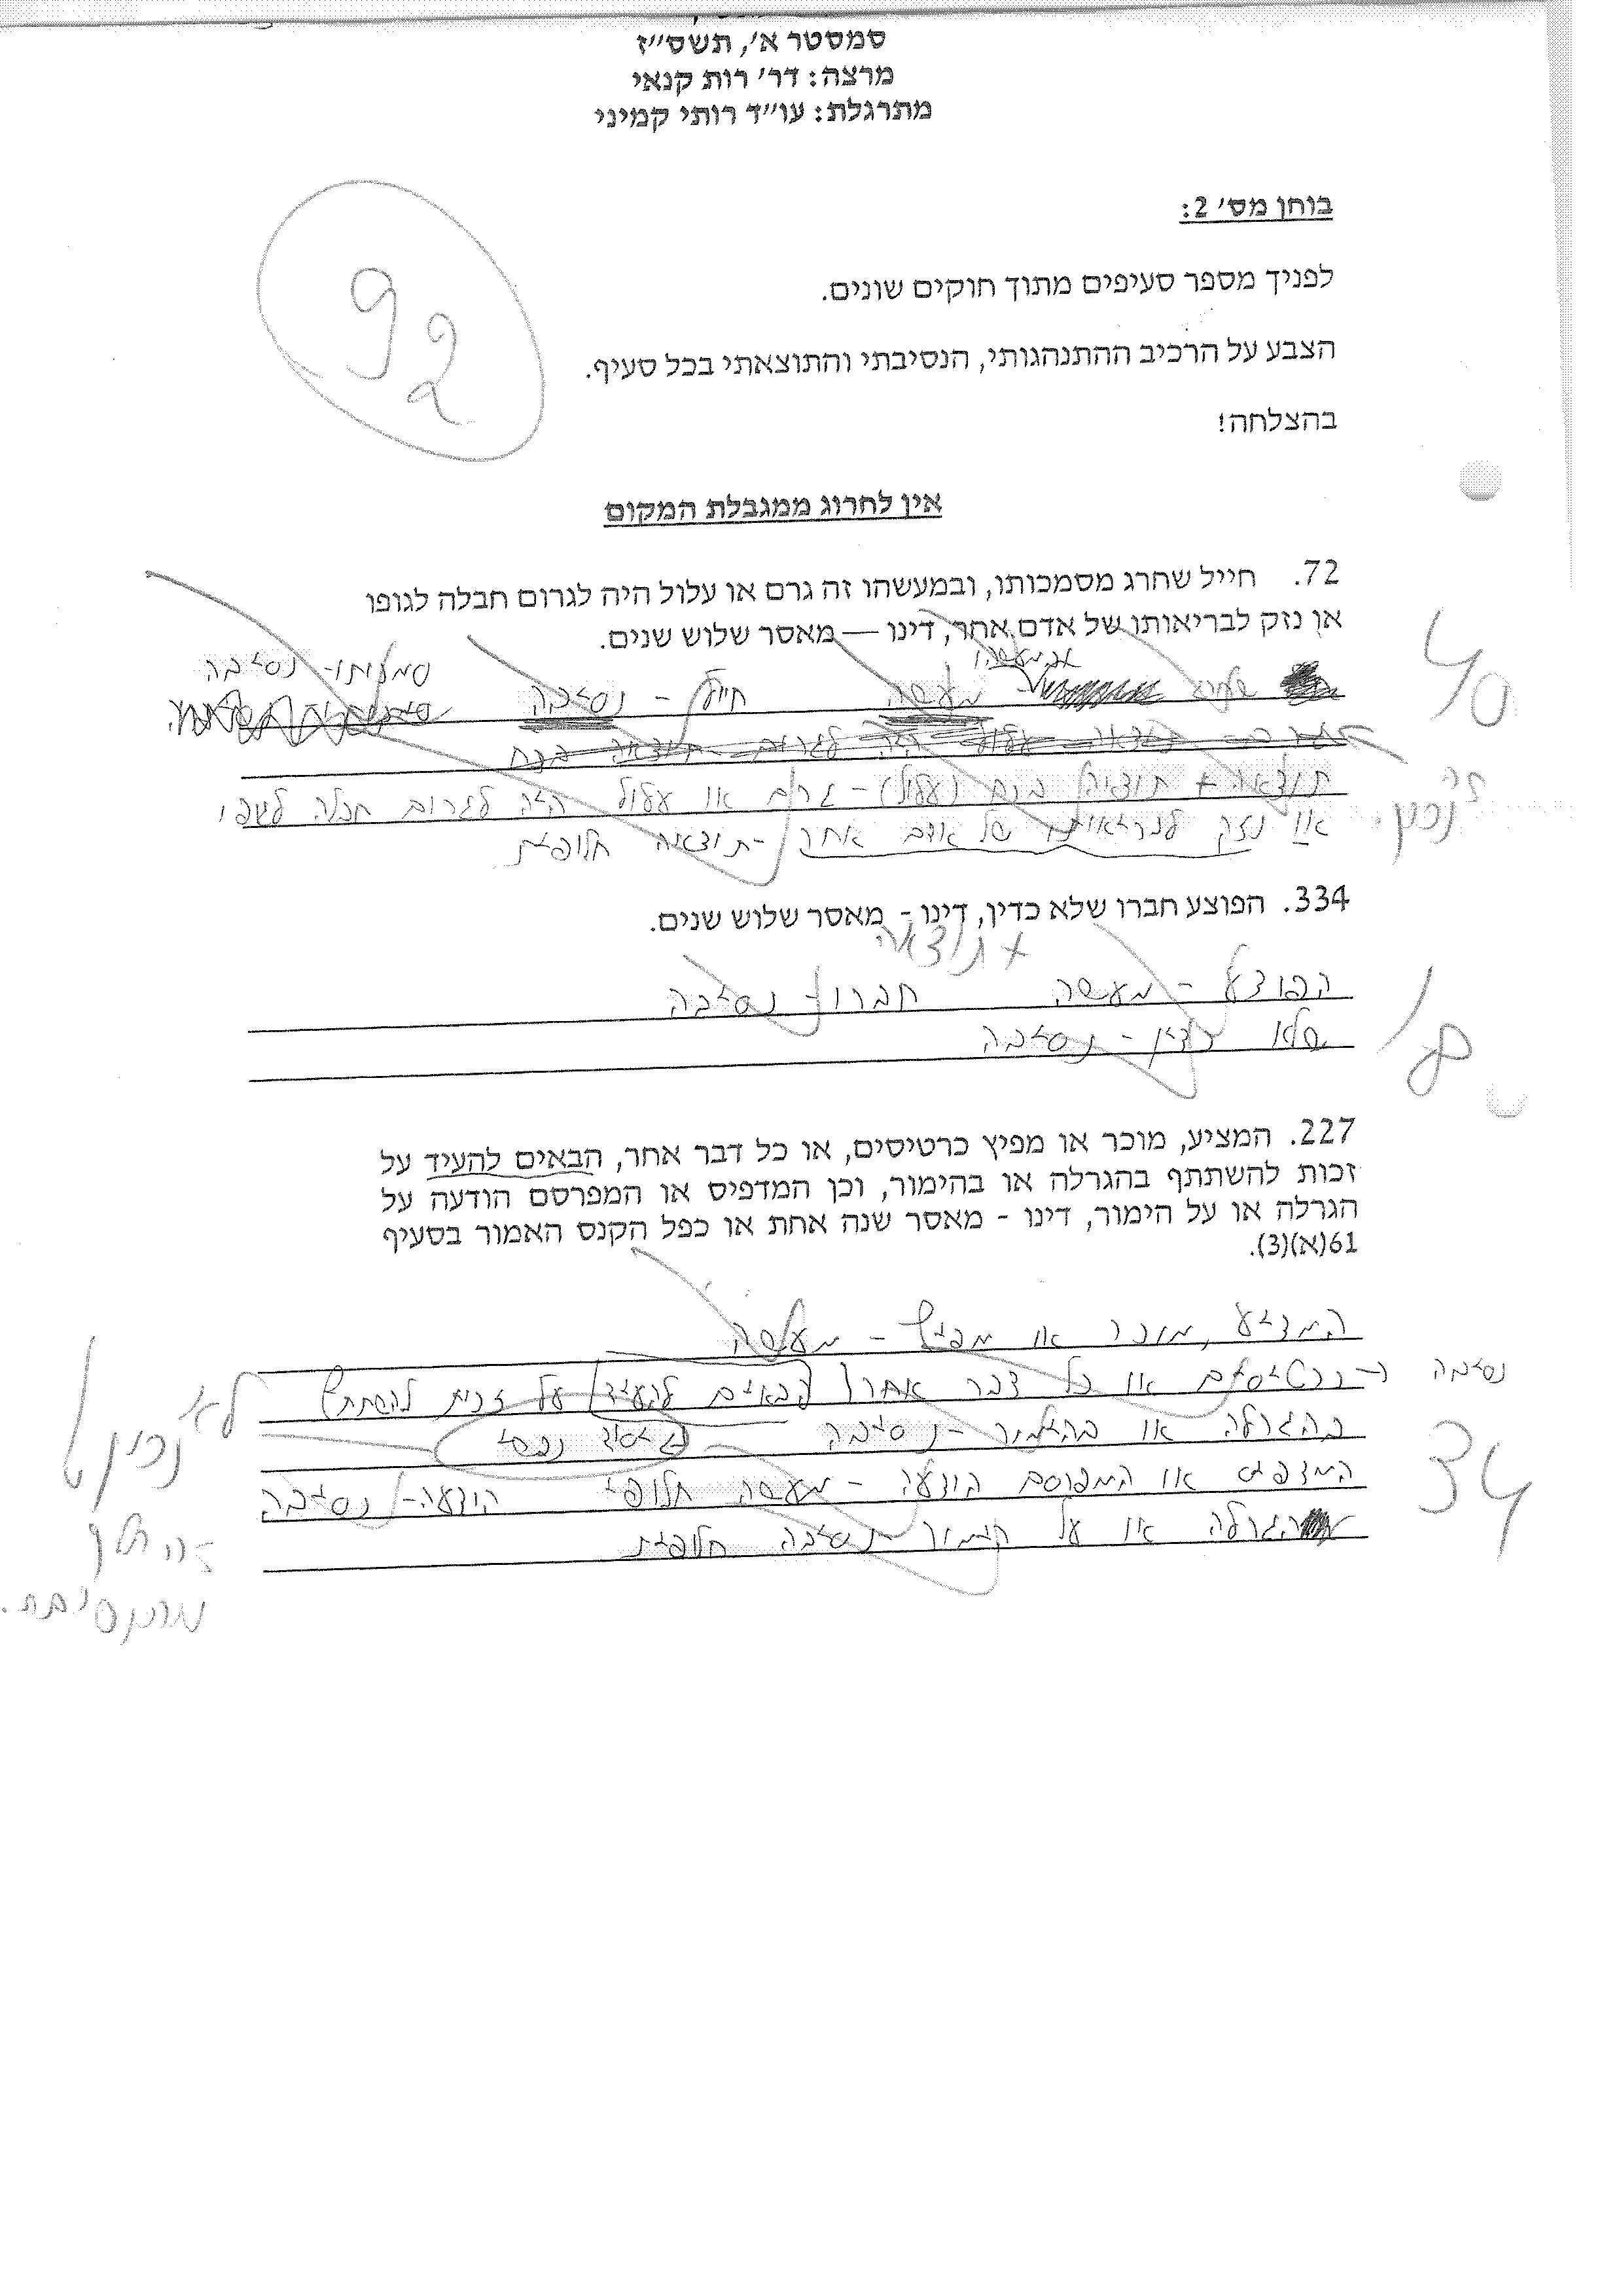 סמסטר א', תשס"ז
מרצה: דר' רות קנאי
מתרגלת: עו"ד רותי קמיני
בוחן מס' 2:
92
לפניך מספר סעיפים מתוך חוקים שונים.
הצבע על הרכיב ההתנהגותי, הנסיבתי והתוצאתי בכל סעיף.
בהצלחה!
אין לחרוג ממגבלת המקום
72. חייל שחרג מסמכותו, ובמעשהו זה גרם או עלול היה לגרום חבלה לגופו
או נזק לבריאותו של אדם אחר, דינו — מאסר שלוש שנים.
40
שחרג ובמעשהו - מעשה חייל - נסיבה סמכותו - נסיבה
תוצאה + תוצאה בכח (עלול) - גרם או עלול היה לגרום חבלה לגופו
זה נכון.
או נזק לבריאותו של אדם אחר - תוצאה חלופית
334. הפוצע חברו שלא כדין, דינו - מאסר שלוש שנים.
+ תוצאה
הפוצע - מעשה חברו - נסיבה
שלא כדין - נסיבה
18
227. המציע, מוכר או מפיץ כרטיסים, או כל דבר אחר, הבאים להעיד על
זכות להשתתף בהגרלה או בהימור, וכן המדפיס או המפרסם הודעה על
הגרלה או על הימור, דינו - מאסר שנה אחת או כפל הקנס האמור בסעיף
61(א)(3).
המציע, מוכר או מפיץ - מעשה
נסיבה ← כרטיסים או כל דבר אחר הבאים להעיד על זכות להשתתף
בהגרלה או בהימור - נסיבה יסוד נפשי
לא נכון
המדפיס או המפרסם הודעה - מעשה חלופי הודעה - נסיבה
34
הגרלה או על הימור - נסיבה חלופית
זה חלק
מהנסיבה.